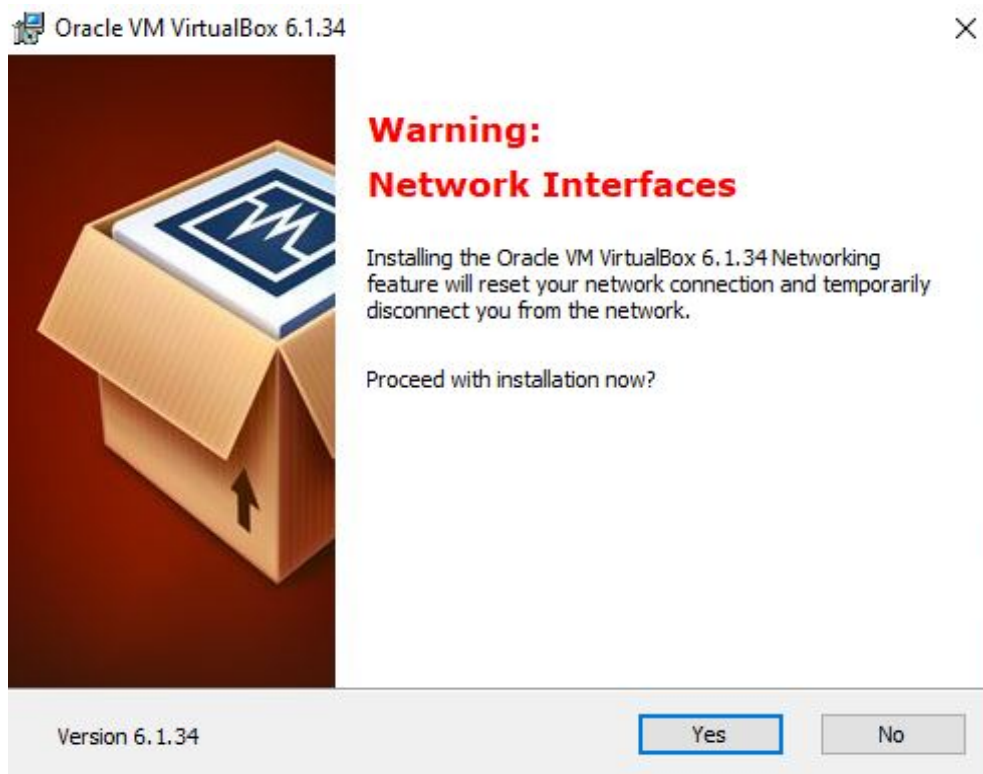 Oracle VM VirtualBox 6.1.34
Warning:
Network Interfaces
Installing the Oracle VM VirtualBox 6.1.34 Networking
feature will reset your network connection and temporarily
disconnect you from the network.
Proceed with installation now?
Version 6.1.34
Yes
No